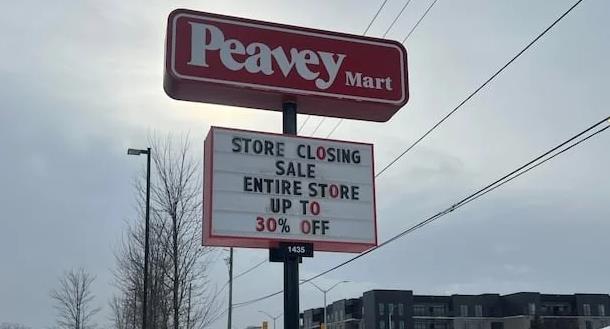 Peavey Mart
STORE CLOSING
SALE
ENTIRE STORE
UP TO
30% OFF
1435